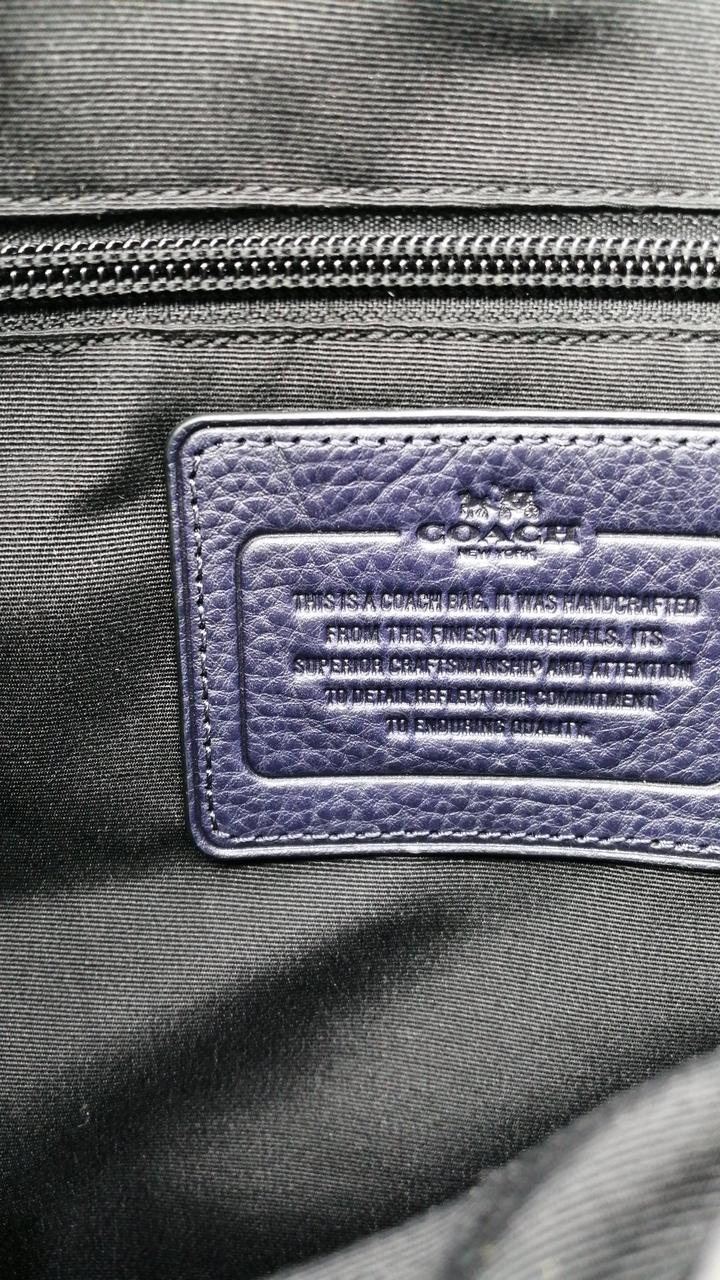 COACH
NEW YORK
THIS IS A COACH BAG. IT WAS HANDCRAFTED
FROM THE FINEST MATERIALS. ITS
SUPERIOR CRAFTSMANSHIP AND ATTENTION
TO DETAIL REFLECT OUR COMMITMENT
TO ENDURING QUALITY.